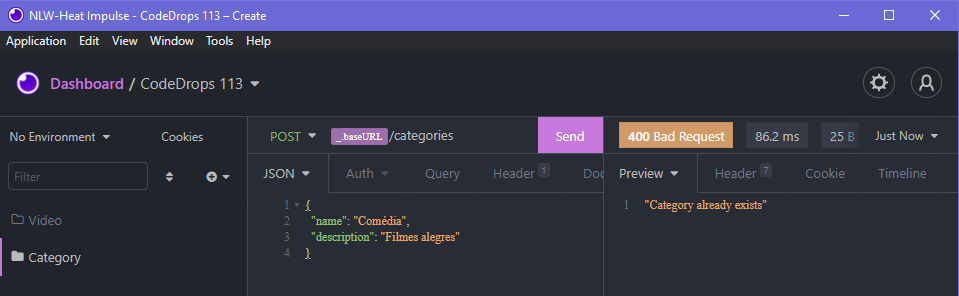 NLW-Heat Impulse - CodeDrops 113 – Create
Application Edit View Window Tools Help
Dashboard / CodeDrops 113
No Environment Cookies
Filter
Video
Category
POST _.baseURL /categories Send
JSON Auth Query Header 1 Doc
1 {
2 "name": "Comédia",
3 "description": "Filmes alegres"
4 }
400 Bad Request 86.2 ms 25 B Just Now
Preview Header 7 Cookie Timeline
1 "Category already exists"